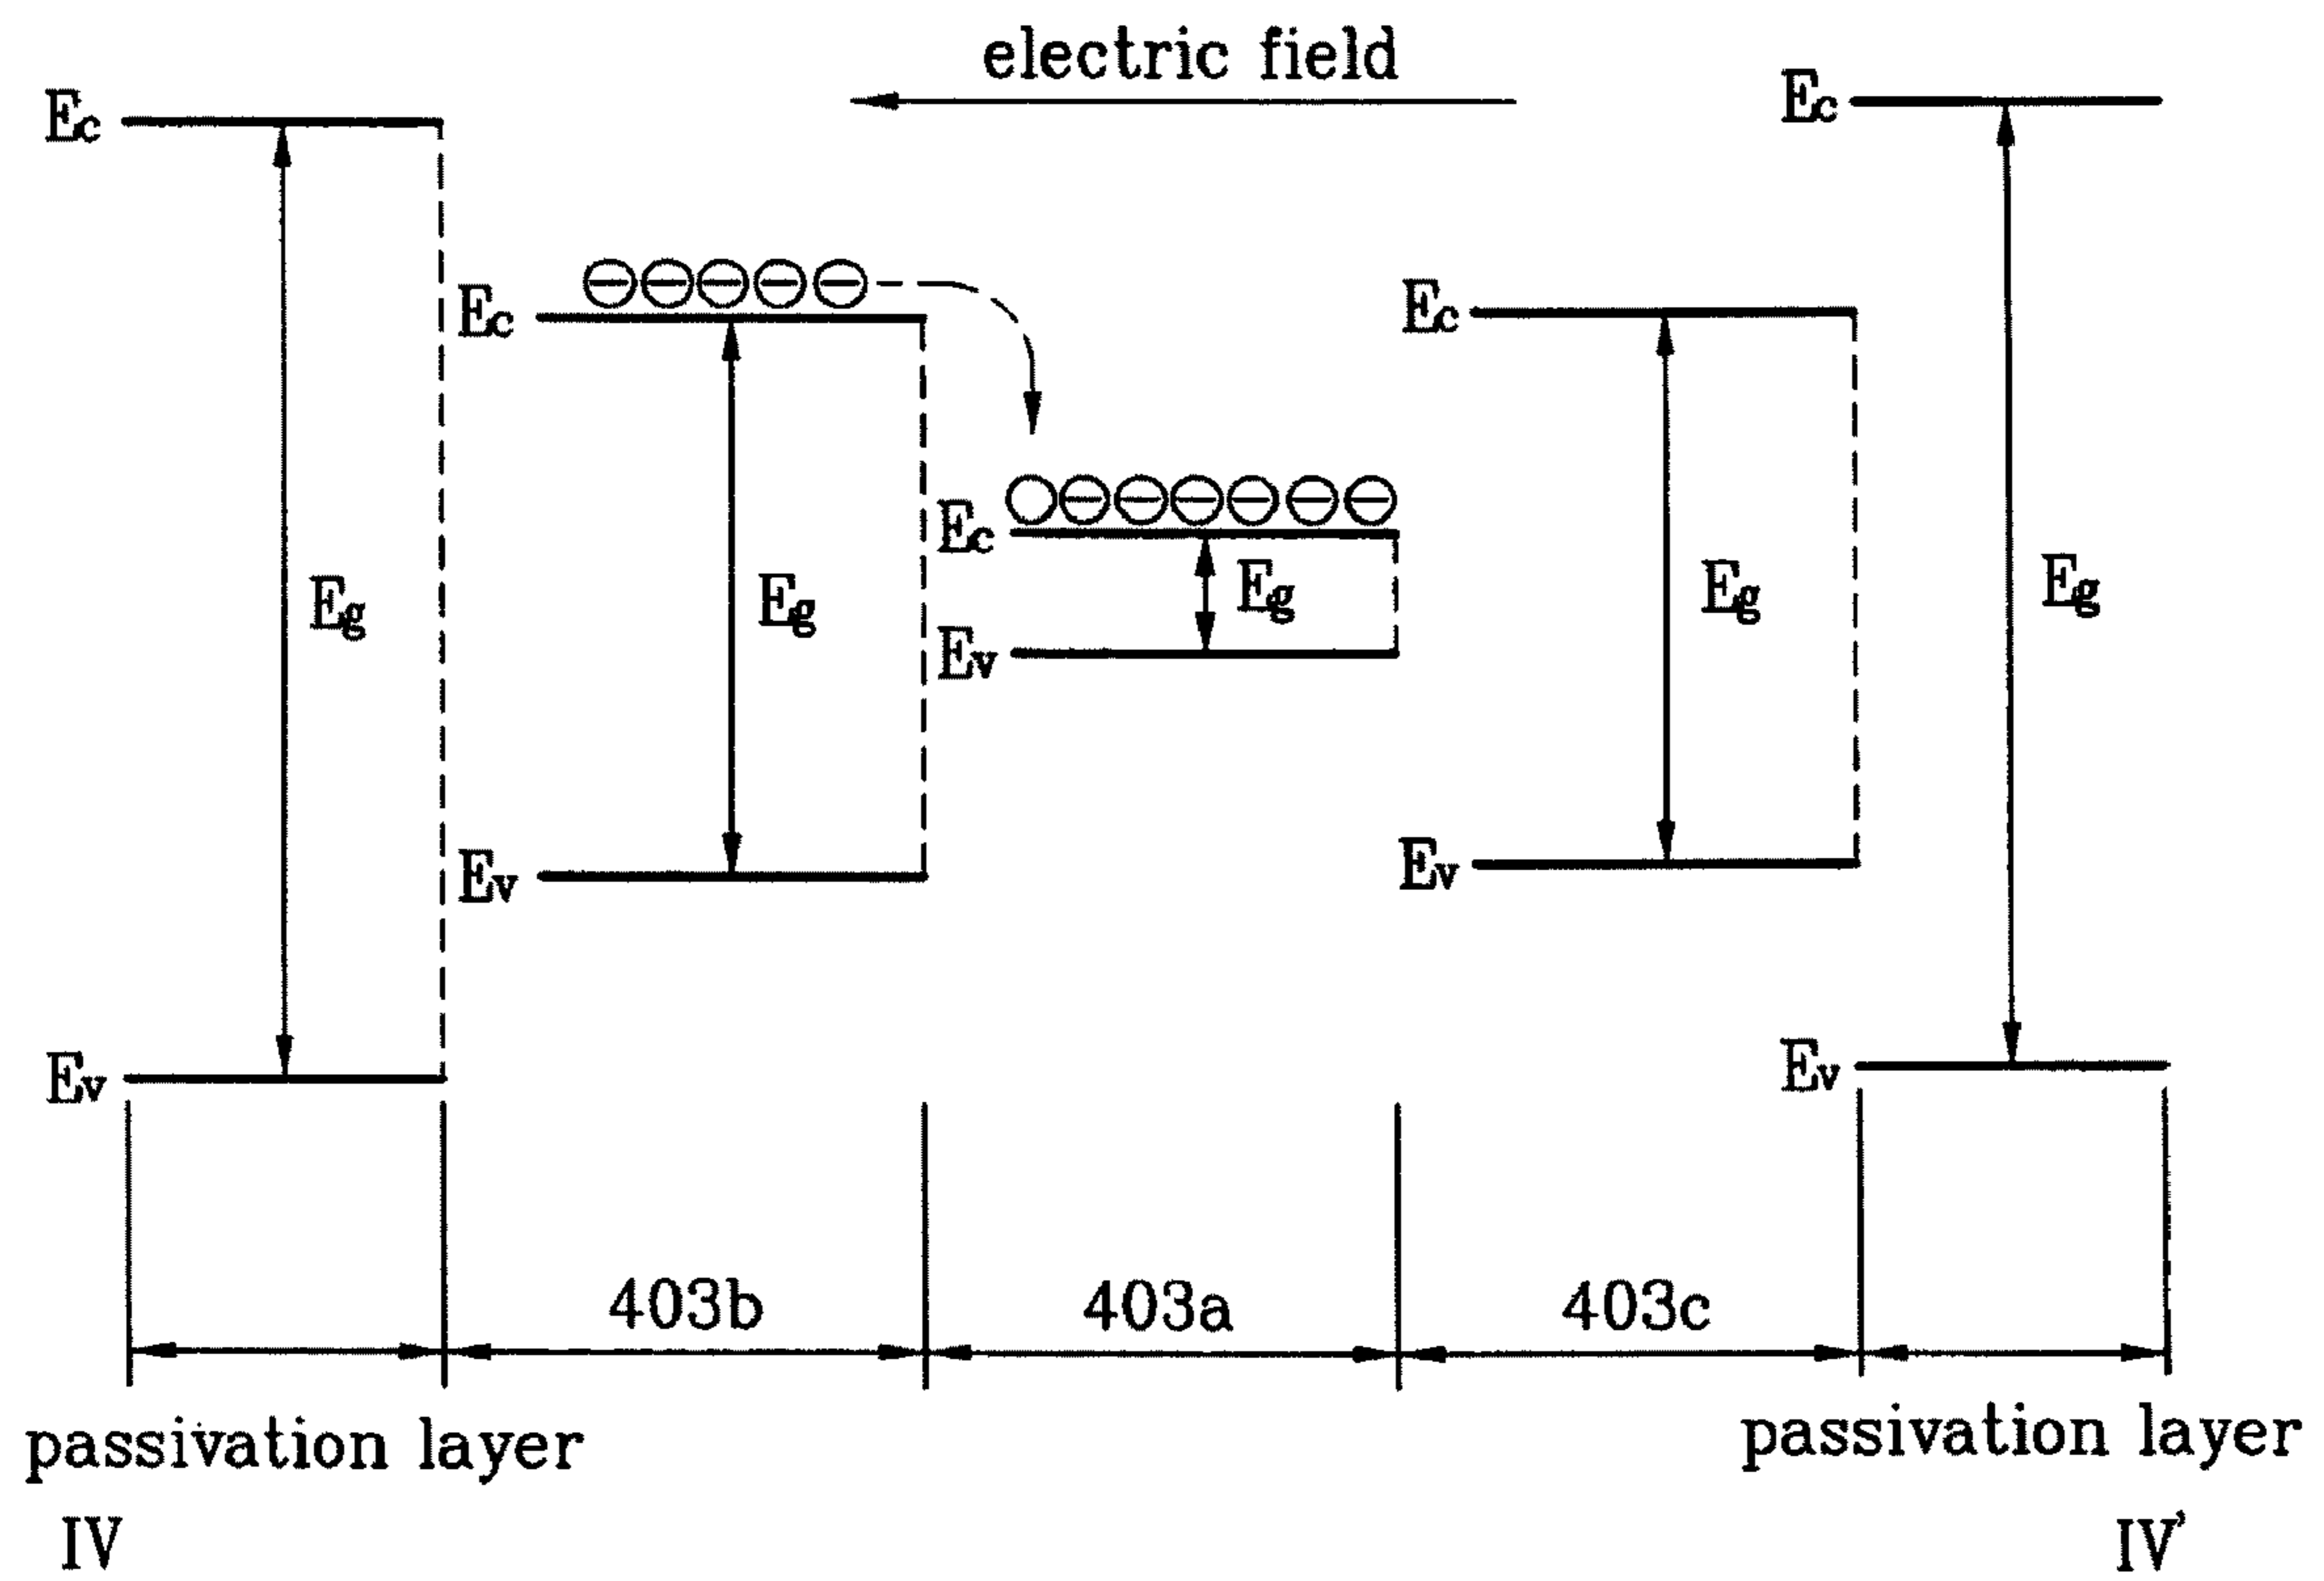 electric field
Ec
Ec
Ec
Ec
Ec
Eg
Eg
Eg
Eg
Eg
Ev
Ev
Ev
Ev
Ev
403b
403a
403c
passivation layer
passivation layer
IV
IV'